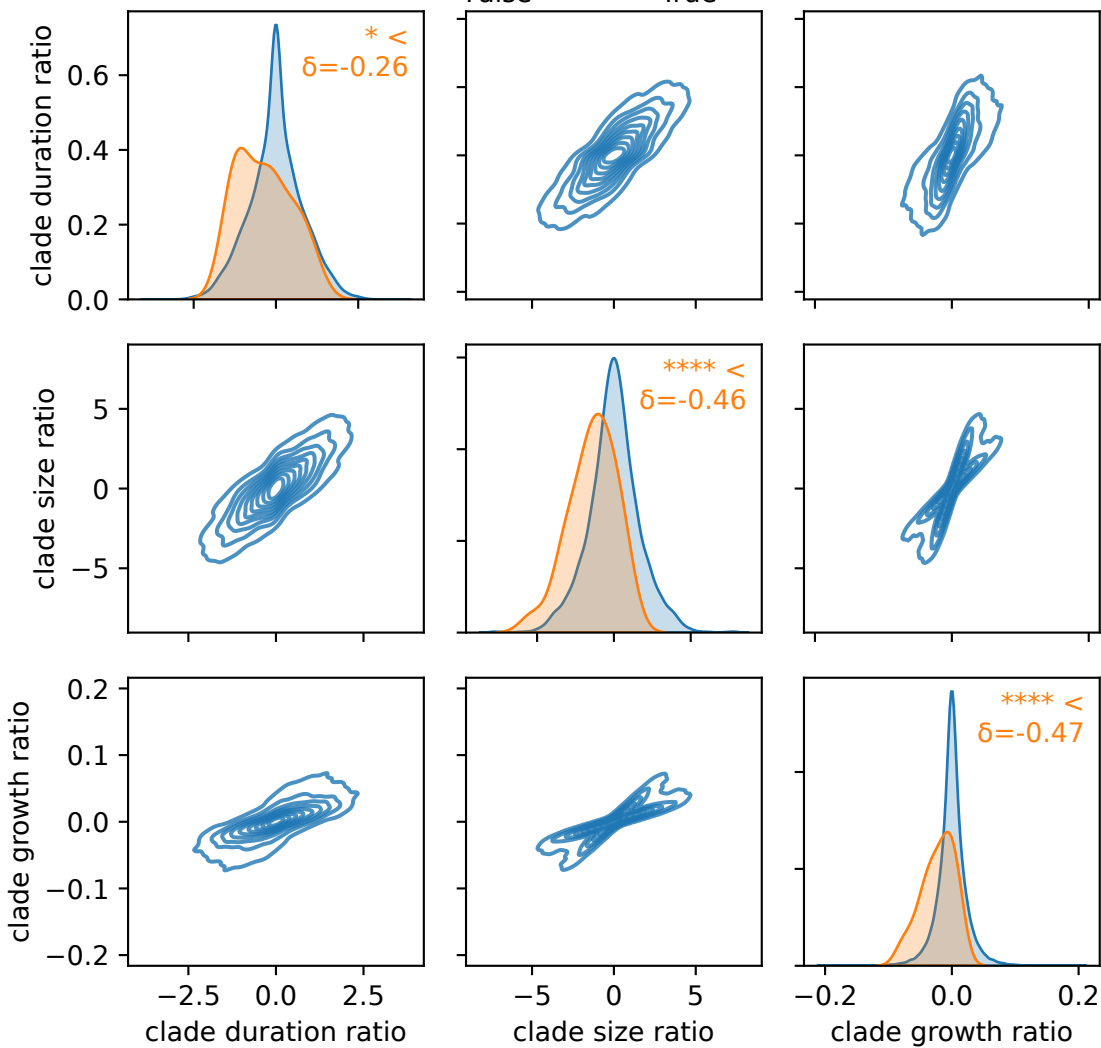 clade duration ratio
0.6
0.4
0.2
0.0
* <
δ=-0.26
clade size ratio
5
0
−5
**** <
δ=-0.46
clade growth ratio
0.2
0.1
0.0
−0.1
−0.2
**** <
δ=-0.47
−2.5 0.0 2.5
−5 0 5
−0.2 0.0 0.2
clade duration ratio
clade size ratio
clade growth ratio